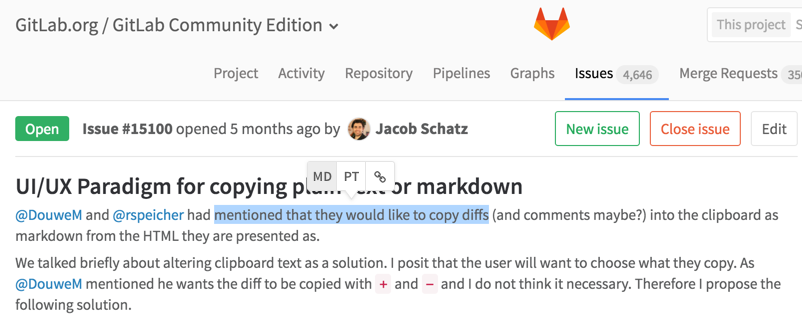 GitLab.org / GitLab Community Edition
This project S
Project Activity Repository Pipelines Graphs Issues 4,646 Merge Requests 350
Open Issue #15100 opened 5 months ago by Jacob Schatz New issue Close issue Edit
MD PT
UI/UX Paradigm for copying plain text or markdown
@DouweM and @rspeicher had mentioned that they would like to copy diffs (and comments maybe?) into the clipboard as
markdown from the HTML they are presented as.
We talked briefly about altering clipboard text as a solution. I posit that the user will want to choose what they copy. As
@DouweM mentioned he wants the diff to be copied with + and − and I do not think it necessary. Therefore I propose the
following solution.